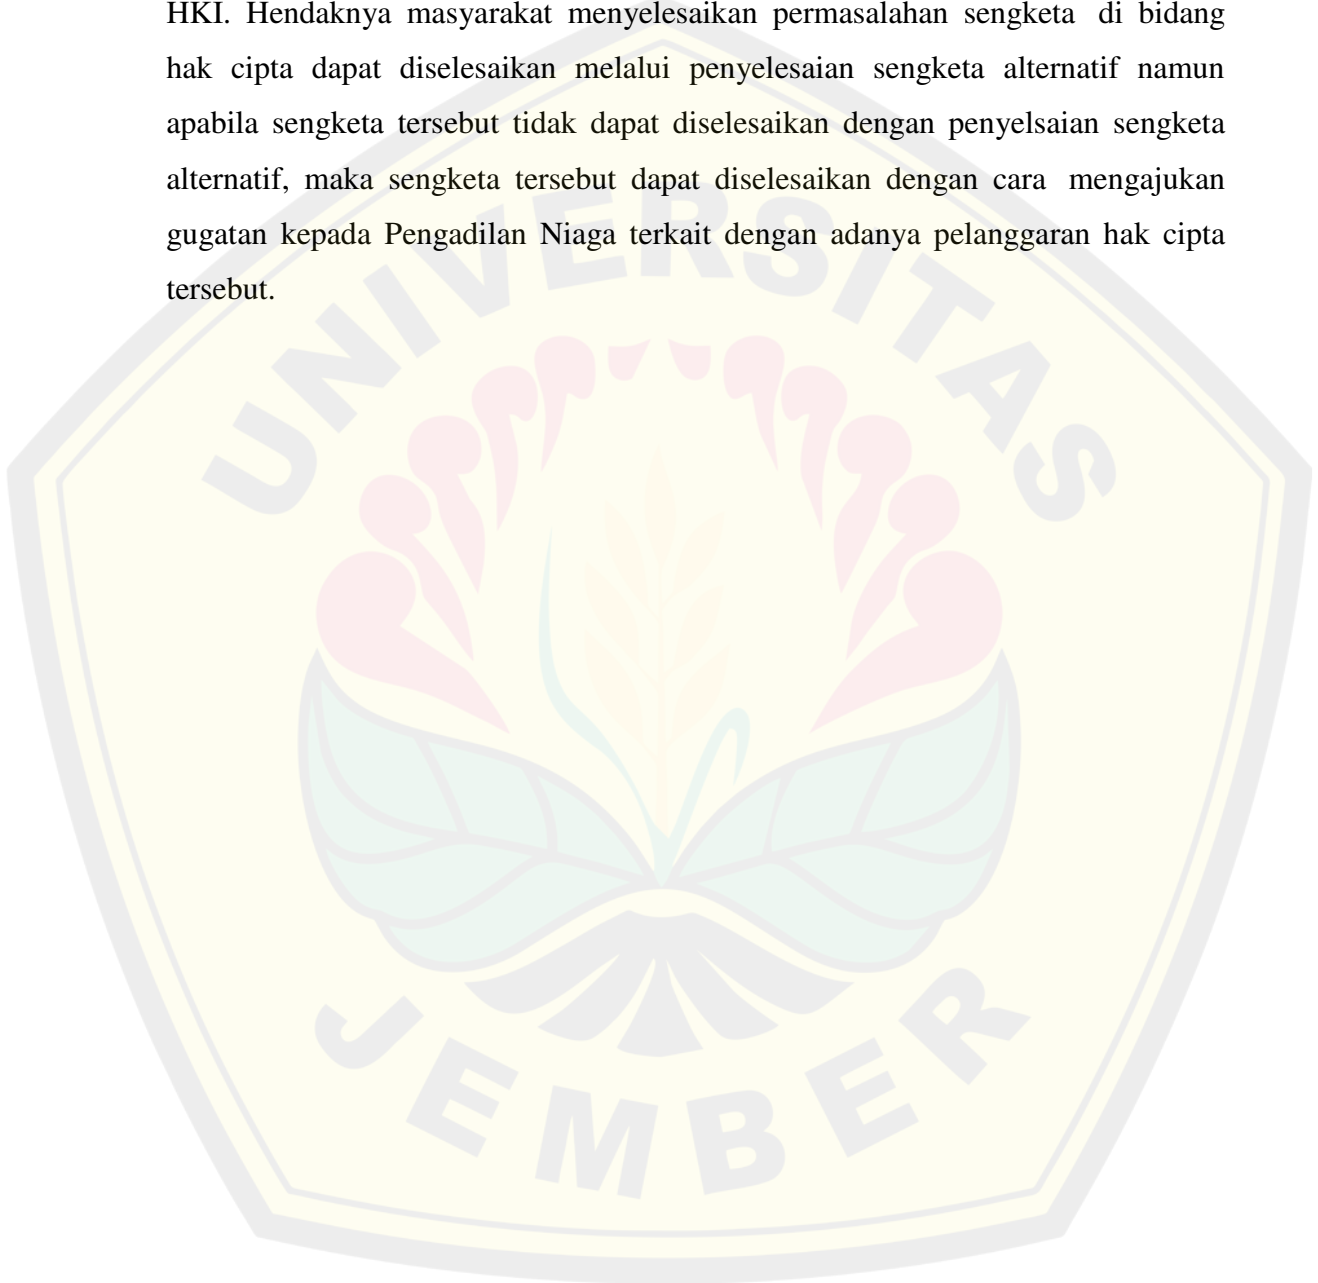 HKI. Hendaknya masyarakat menyelesaikan permasalahan sengketa di bidang
hak cipta dapat diselesaikan melalui penyelesaian sengketa alternatif namun
apabila sengketa tersebut tidak dapat diselesaikan dengan penyelsaian sengketa
alternatif, maka sengketa tersebut dapat diselesaikan dengan cara mengajukan
gugatan kepada Pengadilan Niaga terkait dengan adanya pelanggaran hak cipta
tersebut.
UNIVERSITAS
JEMBER